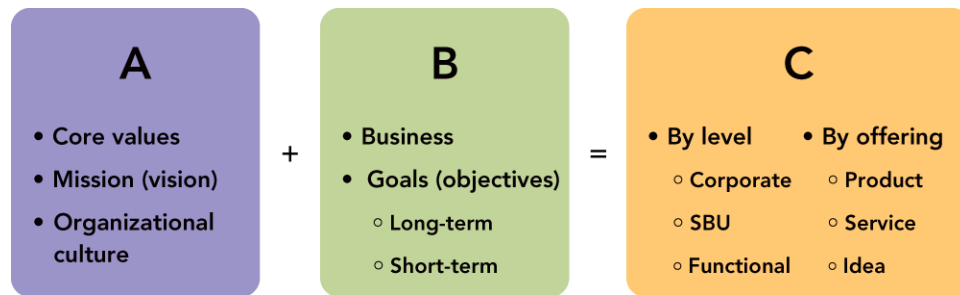 A
• Core values
• Mission (vision)
• Organizational
culture
+
B
• Business
• Goals (objectives)
○ Long-term
○ Short-term
=
C
• By level
○ Corporate
○ SBU
○ Functional
• By offering
○ Product
○ Service
○ Idea